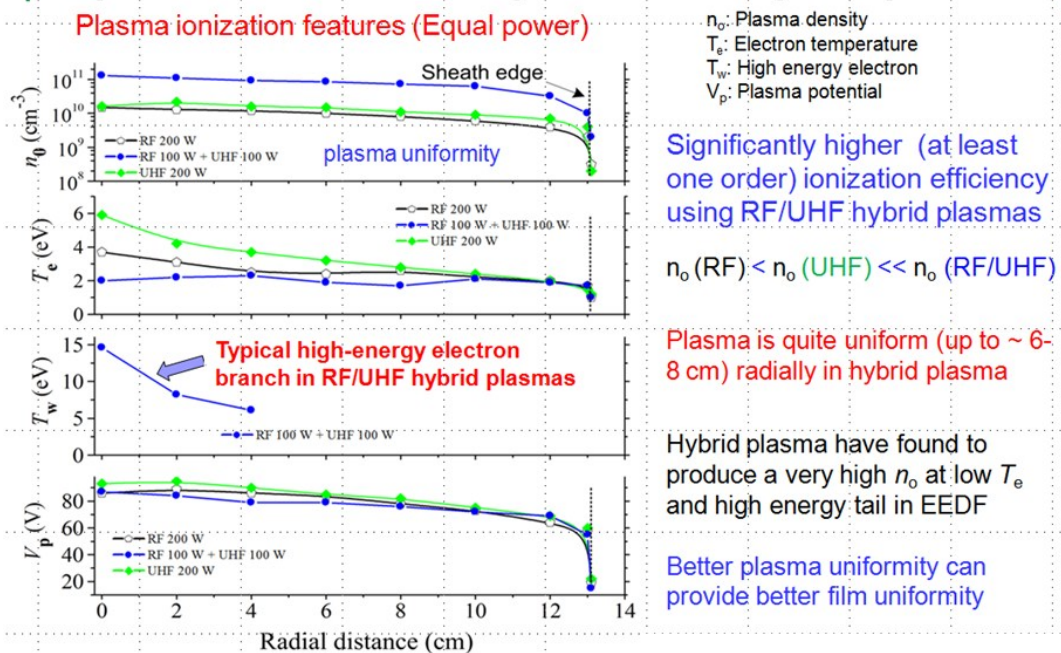 Plasma ionization features (Equal power)
nₒ: Plasma density
Tₑ: Electron temperature
T_w: High energy electron
Vₚ: Plasma potential
10¹¹
10¹⁰
10⁹
10⁸
n₀ (cm⁻³)
Sheath edge
RF 200 W
RF 100 W + UHF 100 W
UHF 200 W
plasma uniformity
Significantly higher (at least
one order) ionization efficiency
using RF/UHF hybrid plasmas
6
4
2
0
Tₑ (eV)
RF 200 W
RF 100 W + UHF 100 W
UHF 200 W
nₒ (RF) < nₒ (UHF) << nₒ (RF/UHF)
15
10
5
0
T_w (eV)
Typical high-energy electron
branch in RF/UHF hybrid plasmas
RF 100 W + UHF 100 W
Plasma is quite uniform (up to ~ 6-
8 cm) radially in hybrid plasma
80
60
40
20
Vₚ (V)
RF 200 W
RF 100 W + UHF 100 W
UHF 200 W
Hybrid plasma have found to
produce a very high nₒ at low Tₑ
and high energy tail in EEDF
Better plasma uniformity can
provide better film uniformity
0 2 4 6 8 10 12 14
Radial distance (cm)